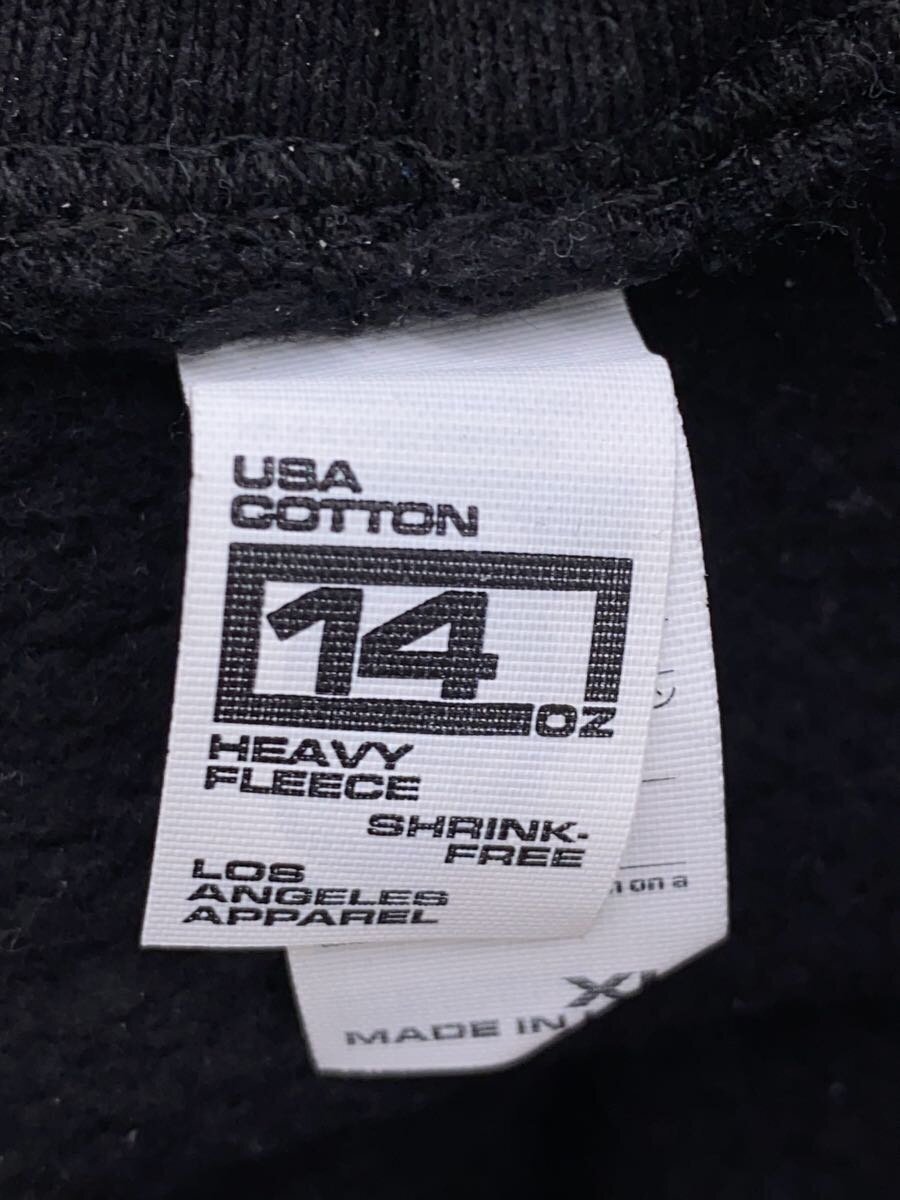 USA
COTTON
14
OZ
HEAVY
FLEECE
SHRINK-
FREE
LOS
ANGELES
APPAREL
on a
MADE IN